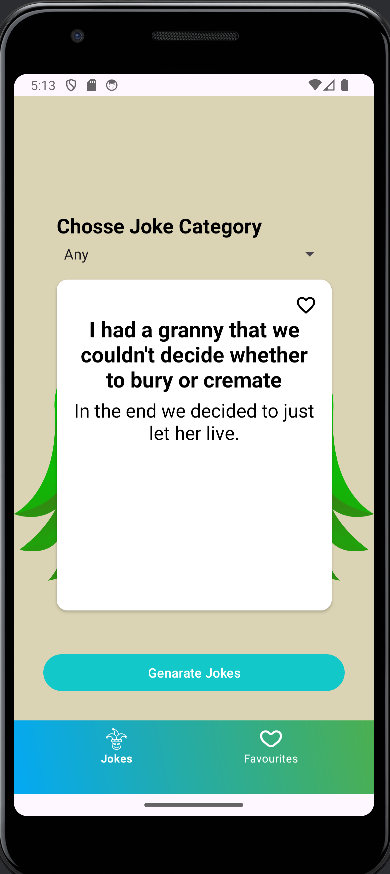 5:13
Chosse Joke Category
Any
I had a granny that we
couldn't decide whether
to bury or cremate
In the end we decided to just
let her live.
Genarate Jokes
Jokes
Favourites